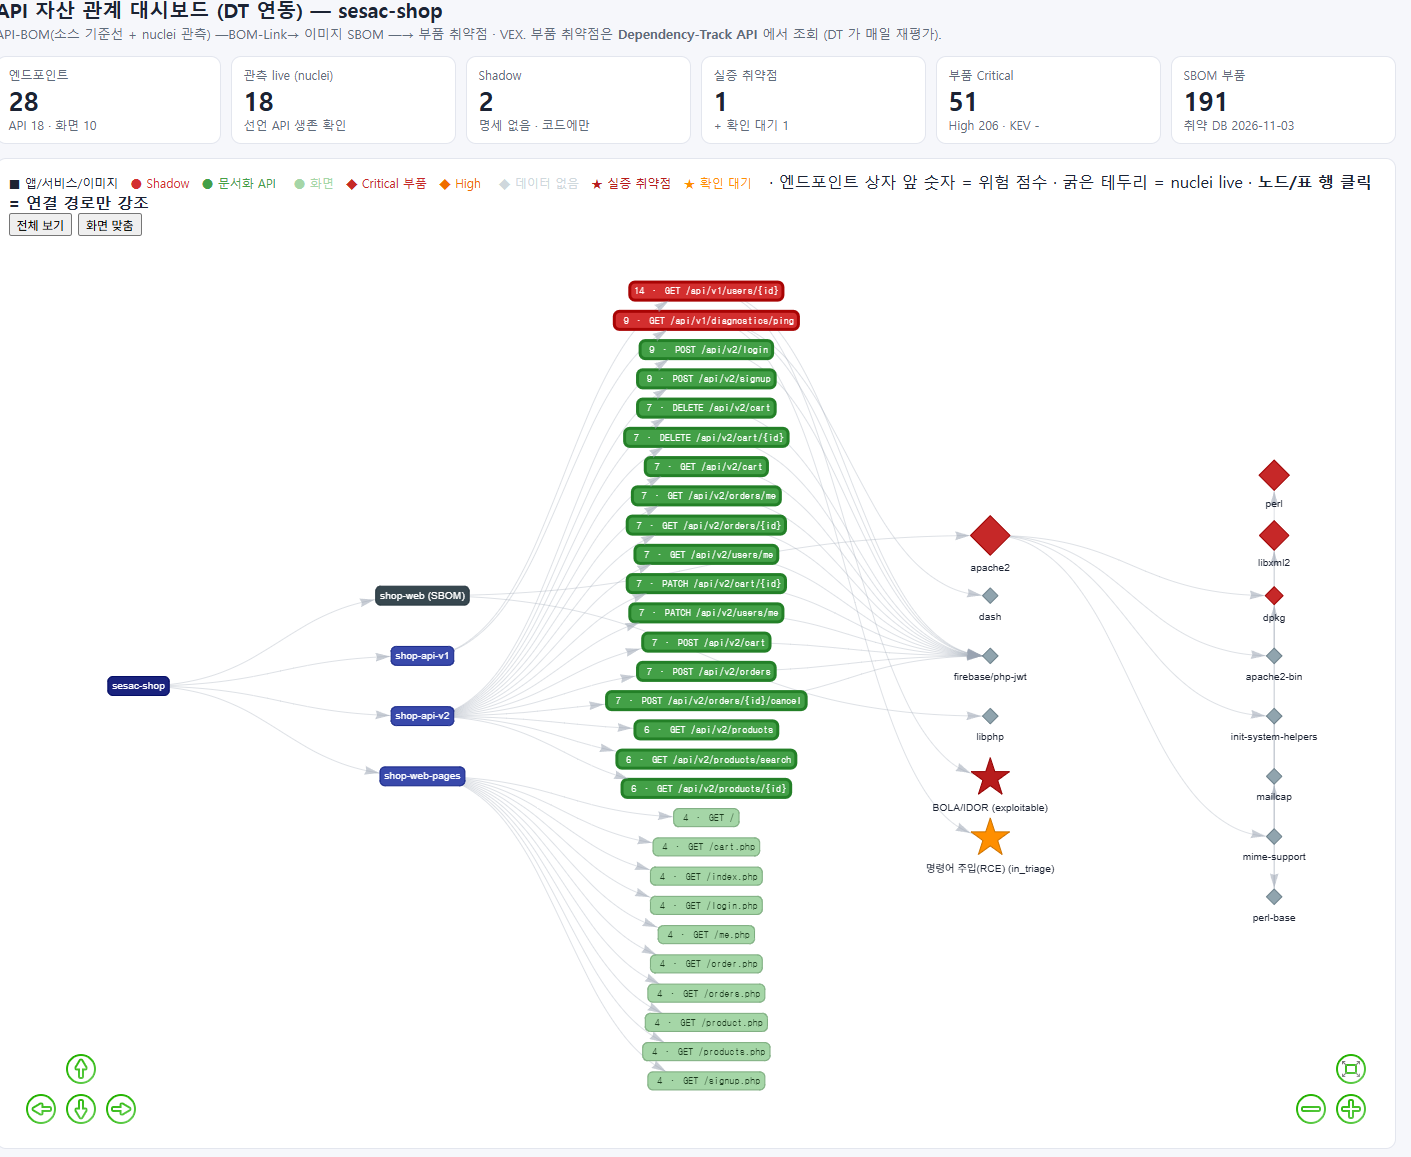 API 자산 관계 대시보드 (DT 연동) — sesac-shop
API-BOM(소스 기준선 + nuclei 관측) —BOM-Link→ 이미지 SBOM —→ 부품 취약점 · VEX. 부품 취약점은 Dependency-Track API 에서 조회 (DT 가 매일 재평가).
엔드포인트
28
API 18 · 화면 10
관측 live (nuclei)
18
선언 API 생존 확인
Shadow
2
명세 없음 · 코드에만
실증 취약점
1
+ 확인 대기 1
부품 Critical
51
High 206 · KEV -
SBOM 부품
191
취약 DB 2026-11-03
■ 앱/서비스/이미지 ● Shadow ● 문서화 API ● 화면 ◆ Critical 부품 ◆ High ◆ 데이터 없음 ★ 실증 취약점 ★ 확인 대기 · 엔드포인트 상자 앞 숫자 = 위험 점수 · 굵은 테두리 = nuclei live · 노드/표 행 클릭
= 연결 경로만 강조
전체 보기 화면 맞춤
sesac-shop
shop-web (SBOM)
shop-api-v1
shop-api-v2
shop-web-pages
14 · GET /api/v1/users/{id}
9 · GET /api/v1/diagnostics/ping
9 · POST /api/v2/login
9 · POST /api/v2/signup
7 · DELETE /api/v2/cart
7 · DELETE /api/v2/cart/{id}
7 · GET /api/v2/cart
7 · GET /api/v2/orders/me
7 · GET /api/v2/orders/{id}
7 · GET /api/v2/users/me
7 · PATCH /api/v2/cart/{id}
7 · PATCH /api/v2/users/me
7 · POST /api/v2/cart
7 · POST /api/v2/orders
7 · POST /api/v2/orders/{id}/cancel
6 · GET /api/v2/products
6 · GET /api/v2/products/search
6 · GET /api/v2/products/{id}
4 · GET /
4 · GET /cart.php
4 · GET /index.php
4 · GET /login.php
4 · GET /me.php
4 · GET /order.php
4 · GET /orders.php
4 · GET /product.php
4 · GET /products.php
4 · GET /signup.php
apache2
dash
firebase/php-jwt
libphp
BOLA/IDOR (exploitable)
명령어 주입(RCE) (in_triage)
perl
libxml2
dpkg
apache2-bin
init-system-helpers
mailcap
mime-support
perl-base